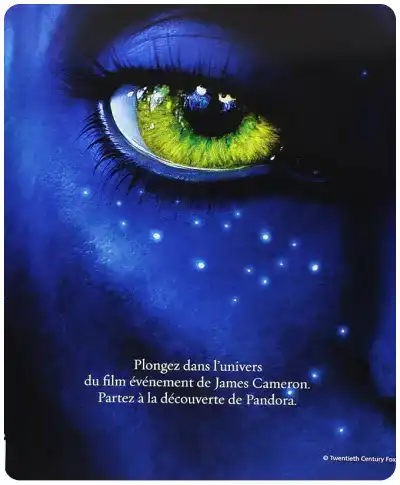 Plongez dans l'univers
du film événement de James Cameron.
Partez à la découverte de Pandora.
© Twentieth Century Fox